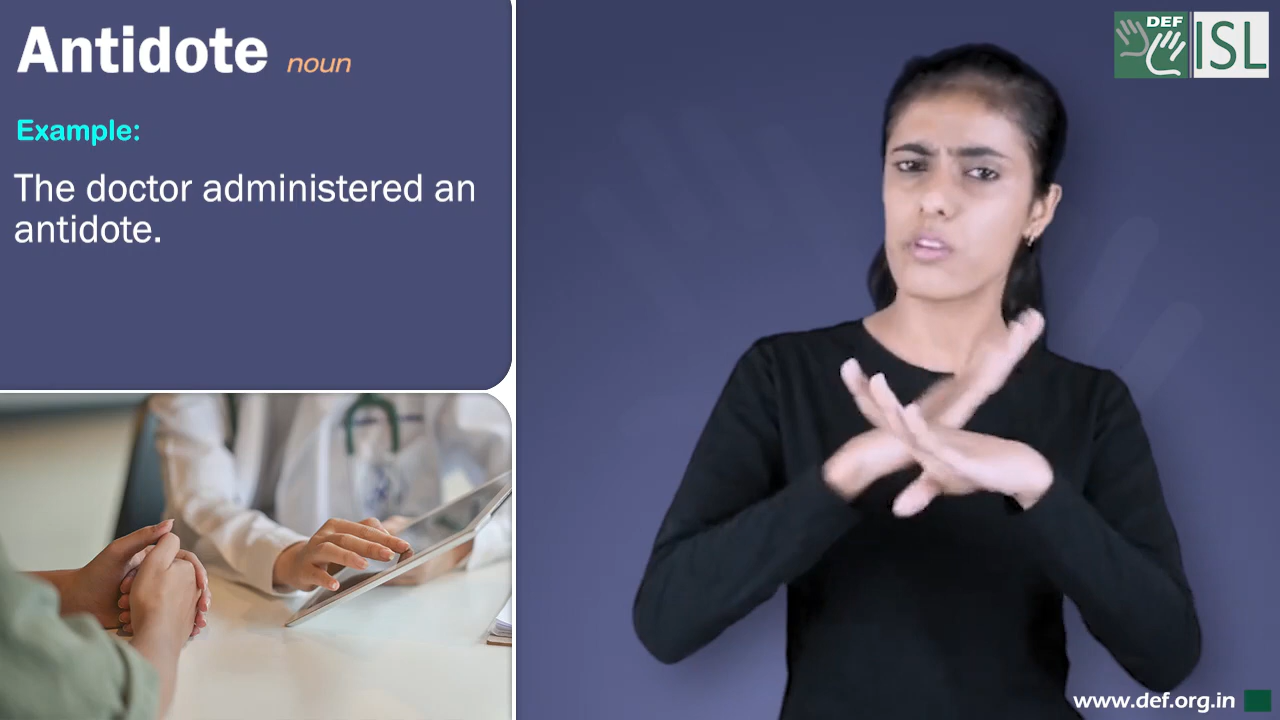 Antidote noun
Example:
The doctor administered an
antidote.
DEF
ISL
www.def.org.in